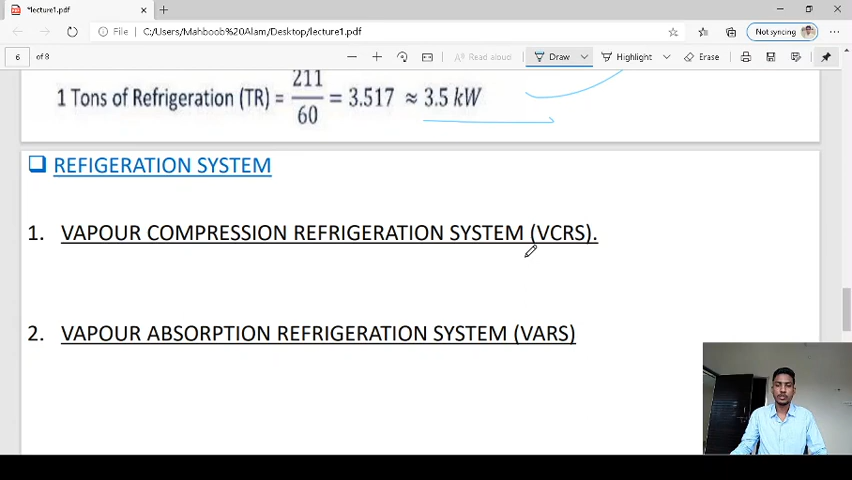 *lecture1.pdf
File C:/Users/Mahboob%20Alam/Desktop/lecture1.pdf
Not syncing
6 of 8
Read aloud
Draw
Highlight
Erase
1 Tons of Refrigeration (TR) = 211/60 = 3.517 ≈ 3.5 kW
REFIGERATION SYSTEM
1. VAPOUR COMPRESSION REFRIGERATION SYSTEM (VCRS).
2. VAPOUR ABSORPTION REFRIGERATION SYSTEM (VARS)